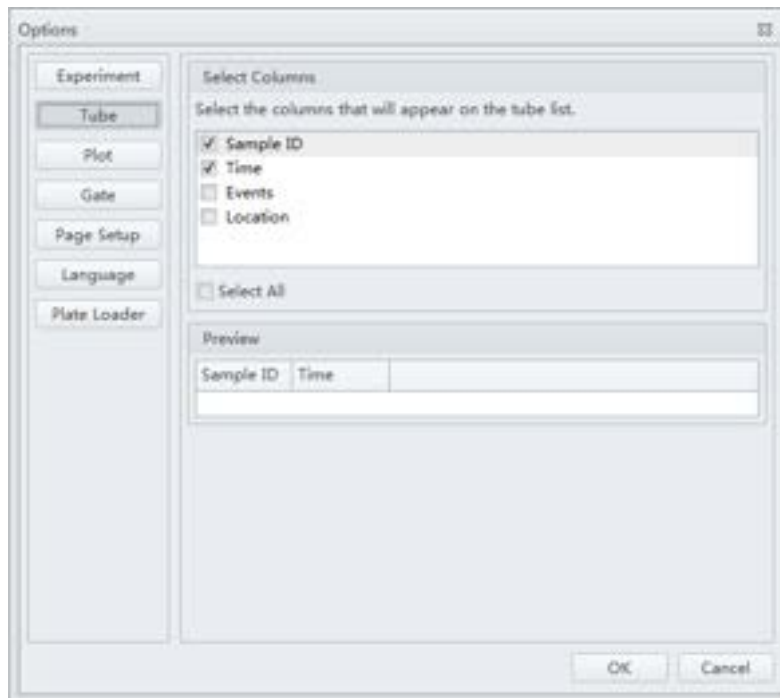 Options
Experiment
Tube
Plot
Gate
Page Setup
Language
Plate Loader
Select Columns
Select the columns that will appear on the tube list.
Sample ID
Time
Events
Location
Select All
Preview
Sample ID Time
OK Cancel